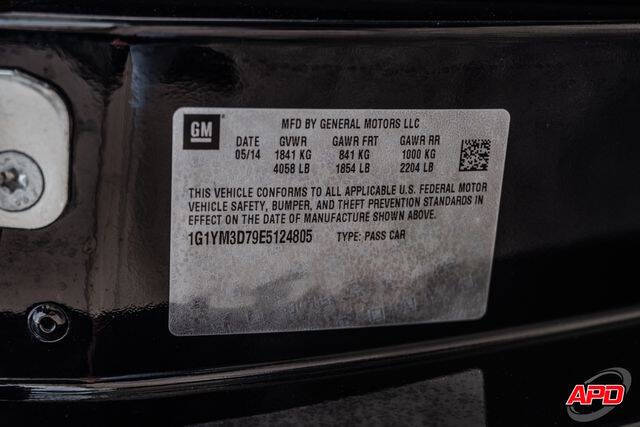 GM
MFD BY GENERAL MOTORS LLC
DATE GVWR GAWR FRT GAWR RR
05/14 1841 KG 841 KG 1000 KG
4058 LB 1854 LB 2204 LB
THIS VEHICLE CONFORMS TO ALL APPLICABLE U.S. FEDERAL MOTOR
VEHICLE SAFETY, BUMPER, AND THEFT PREVENTION STANDARDS IN
EFFECT ON THE DATE OF MANUFACTURE SHOWN ABOVE.
1G1YM3D79E5124805 TYPE: PASS CAR
APD